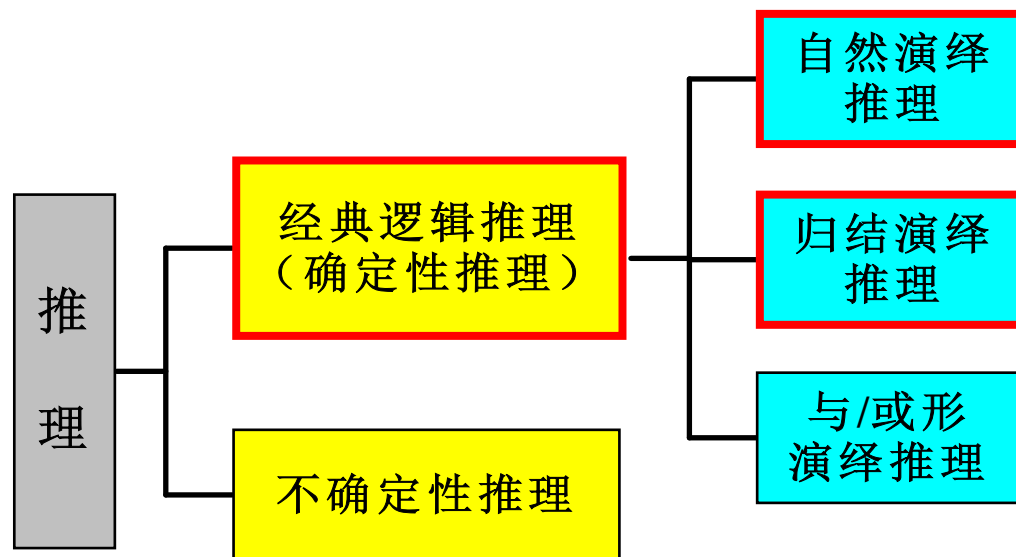 推
理
经典逻辑推理
（确定性推理）
不确定性推理
自然演绎
推理
归结演绎
推理
与/或形
演绎推理